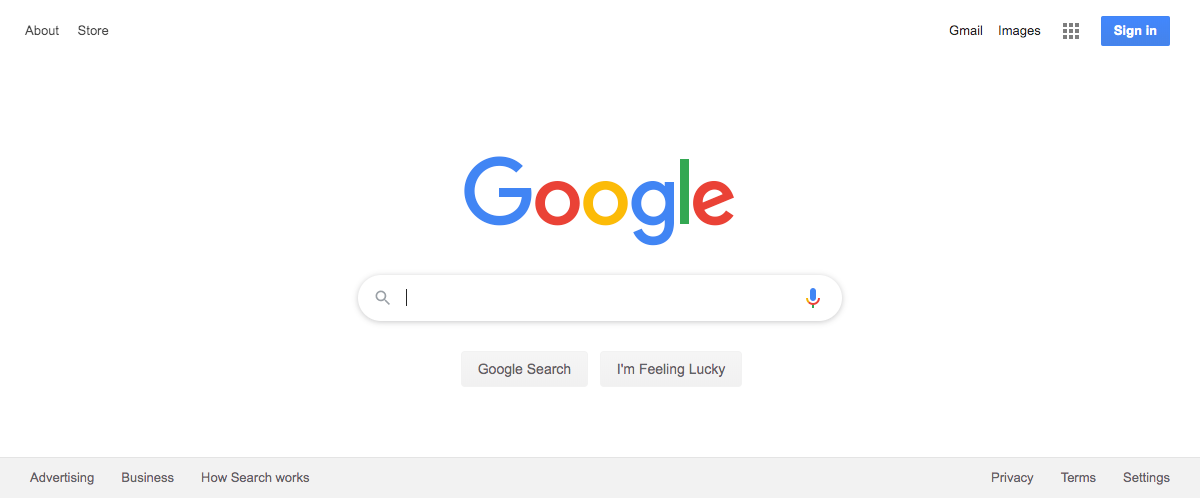 About Store Gmail Images Sign in
Google
Google Search I'm Feeling Lucky
Advertising Business How Search works Privacy Terms Settings